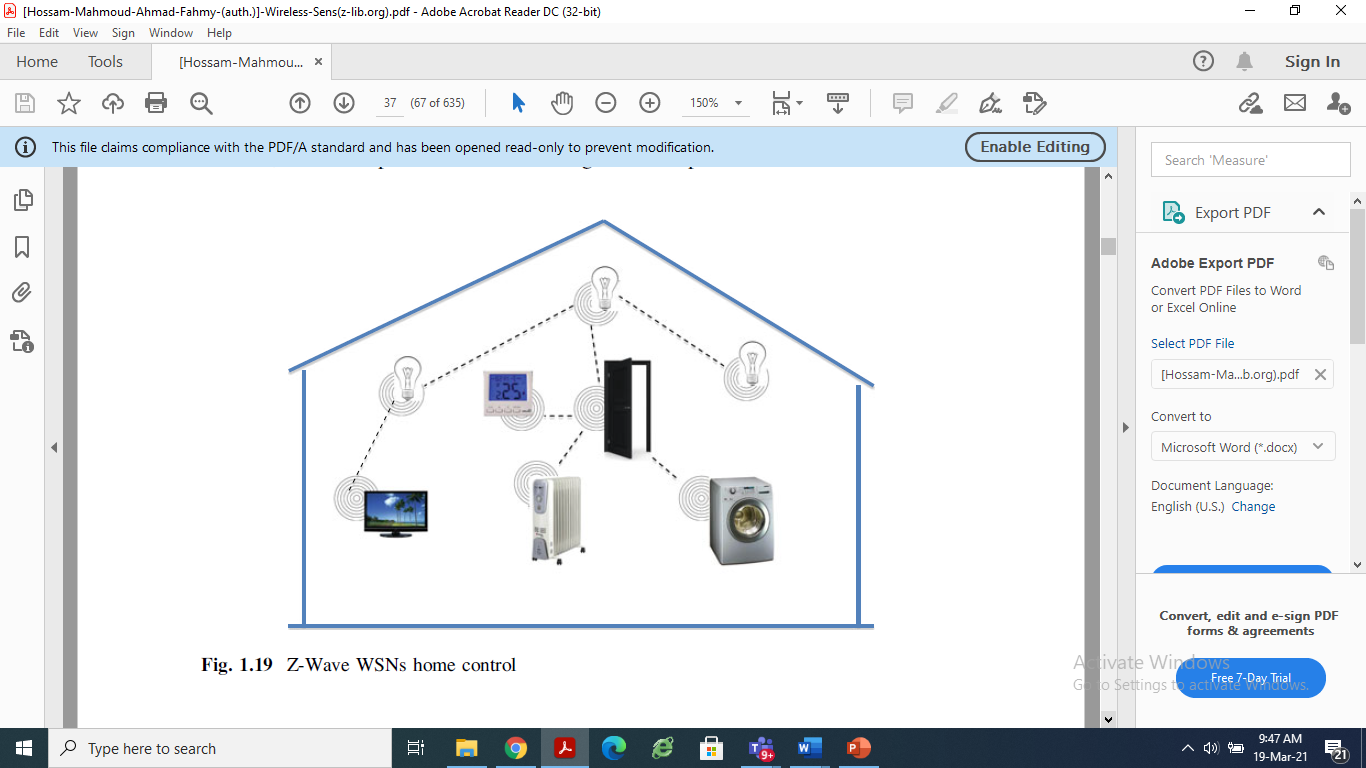 [Hossam-Mahmoud-Ahmad-Fahmy-(auth.)]-Wireless-Sens(z-lib.org).pdf - Adobe Acrobat Reader DC (32-bit)
File Edit View Sign Window Help
Home Tools [Hossam-Mahmou... × Sign In
37 (67 of 635) 150%
This file claims compliance with the PDF/A standard and has been opened read-only to prevent modification. Enable Editing
Search 'Measure'
Export PDF
Adobe Export PDF
Convert PDF Files to Word
or Excel Online
Select PDF File
[Hossam-Ma...b.org).pdf
Convert to
Microsoft Word (*.docx)
Document Language:
English (U.S.) Change
25
Convert, edit and e-sign PDF
forms & agreements
Free 7-Day Trial
Fig. 1.19 Z-Wave WSNs home control
Activate Windows
Go to Settings to activate Windows.
Type here to search
9+
9:47 AM
19-Mar-21
21